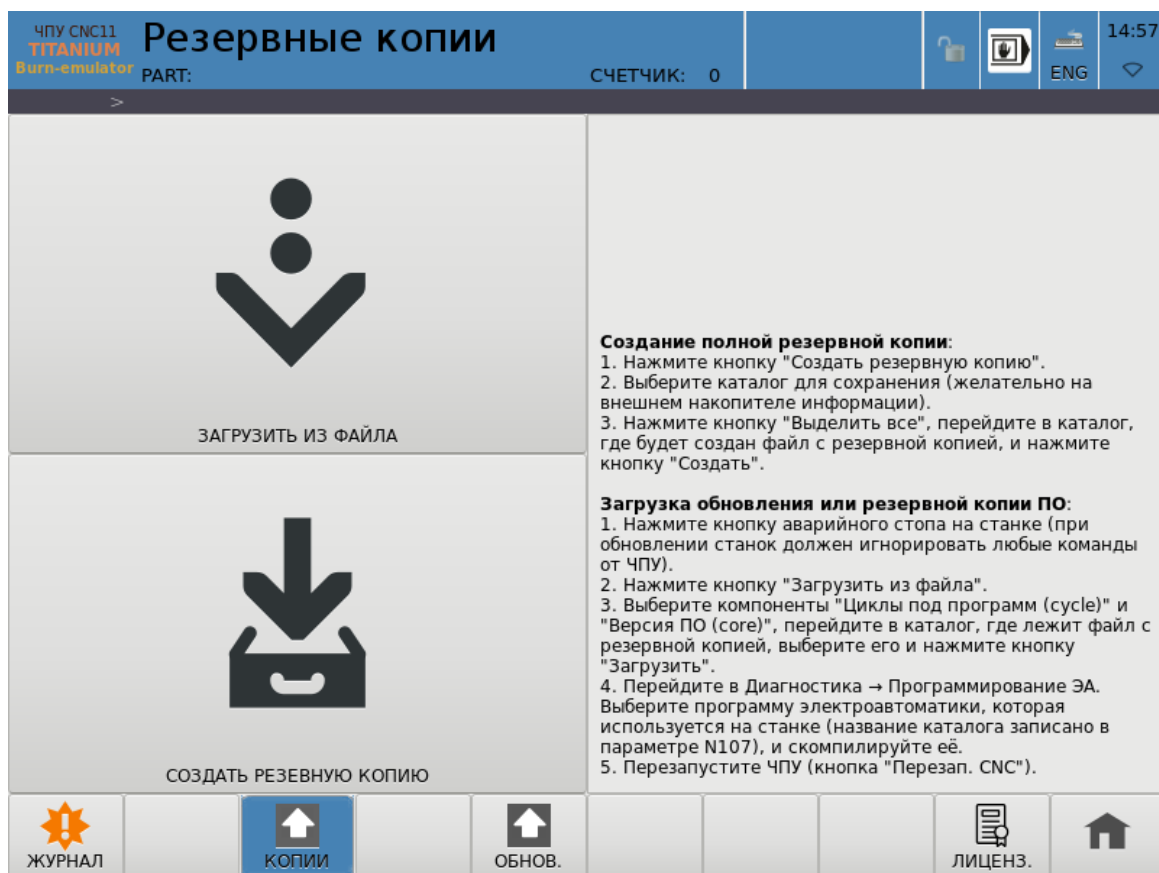 ЧПУ CNC11
TITANIUM
Burn-emulator
Резервные копии
PART:
СЧЕТЧИК: 0
ENG
14:57
>
ЗАГРУЗИТЬ ИЗ ФАЙЛА
СОЗДАТЬ РЕЗЕВНУЮ КОПИЮ
Создание полной резервной копии:
1. Нажмите кнопку "Создать резервную копию".
2. Выберите каталог для сохранения (желательно на
внешнем накопителе информации).
3. Нажмите кнопку "Выделить все", перейдите в каталог,
где будет создан файл с резервной копией, и нажмите
кнопку "Создать".
Загрузка обновления или резервной копии ПО:
1. Нажмите кнопку аварийного стопа на станке (при
обновлении станок должен игнорировать любые команды
от ЧПУ).
2. Нажмите кнопку "Загрузить из файла".
3. Выберите компоненты "Циклы под программ (cycle)" и
"Версия ПО (core)", перейдите в каталог, где лежит файл с
резервной копией, выберите его и нажмите кнопку
"Загрузить".
4. Перейдите в Диагностика → Программирование ЭА.
Выберите программу электроавтоматики, которая
используется на станке (название каталога записано в
параметре N107), и скомпилируйте её.
5. Перезапустите ЧПУ (кнопка "Перезап. CNC").
ЖУРНАЛ
КОПИИ
ОБНОВ.
ЛИЦЕНЗ.